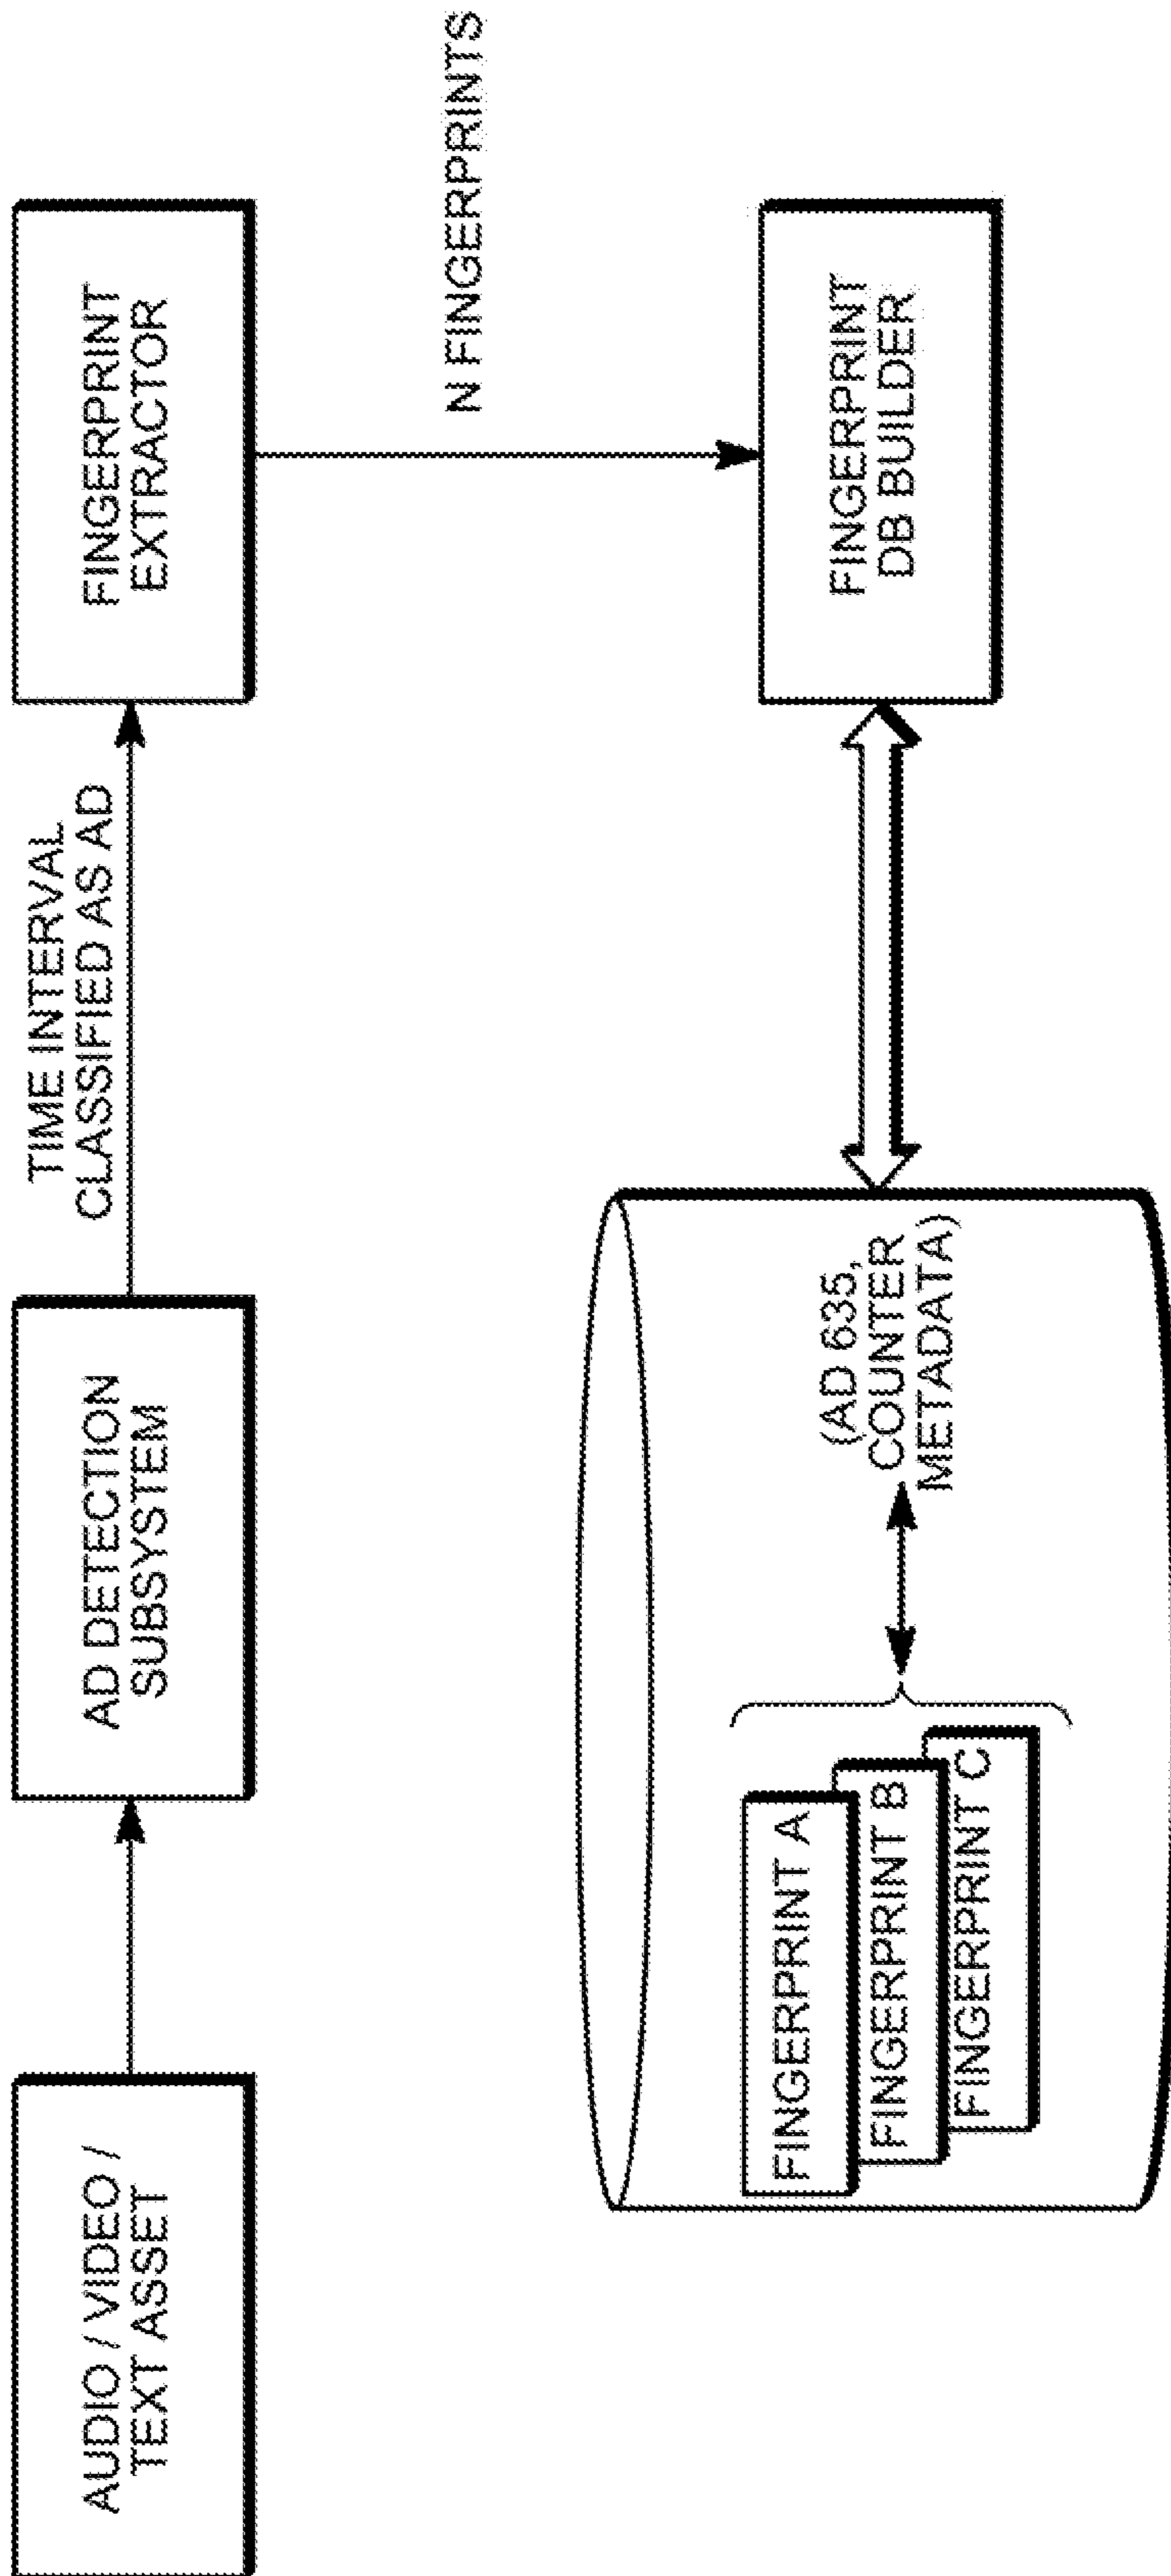 AUDIO / VIDEO /
TEXT ASSET
AD DETECTION
SUBSYSTEM
TIME INTERVAL
CLASSIFIED AS AD
FINGERPRINT
EXTRACTOR
N FINGERPRINTS
FINGERPRINT
DB BUILDER
(AD 635,
COUNTER
METADATA)
FINGERPRINT A
FINGERPRINT B
FINGERPRINT C